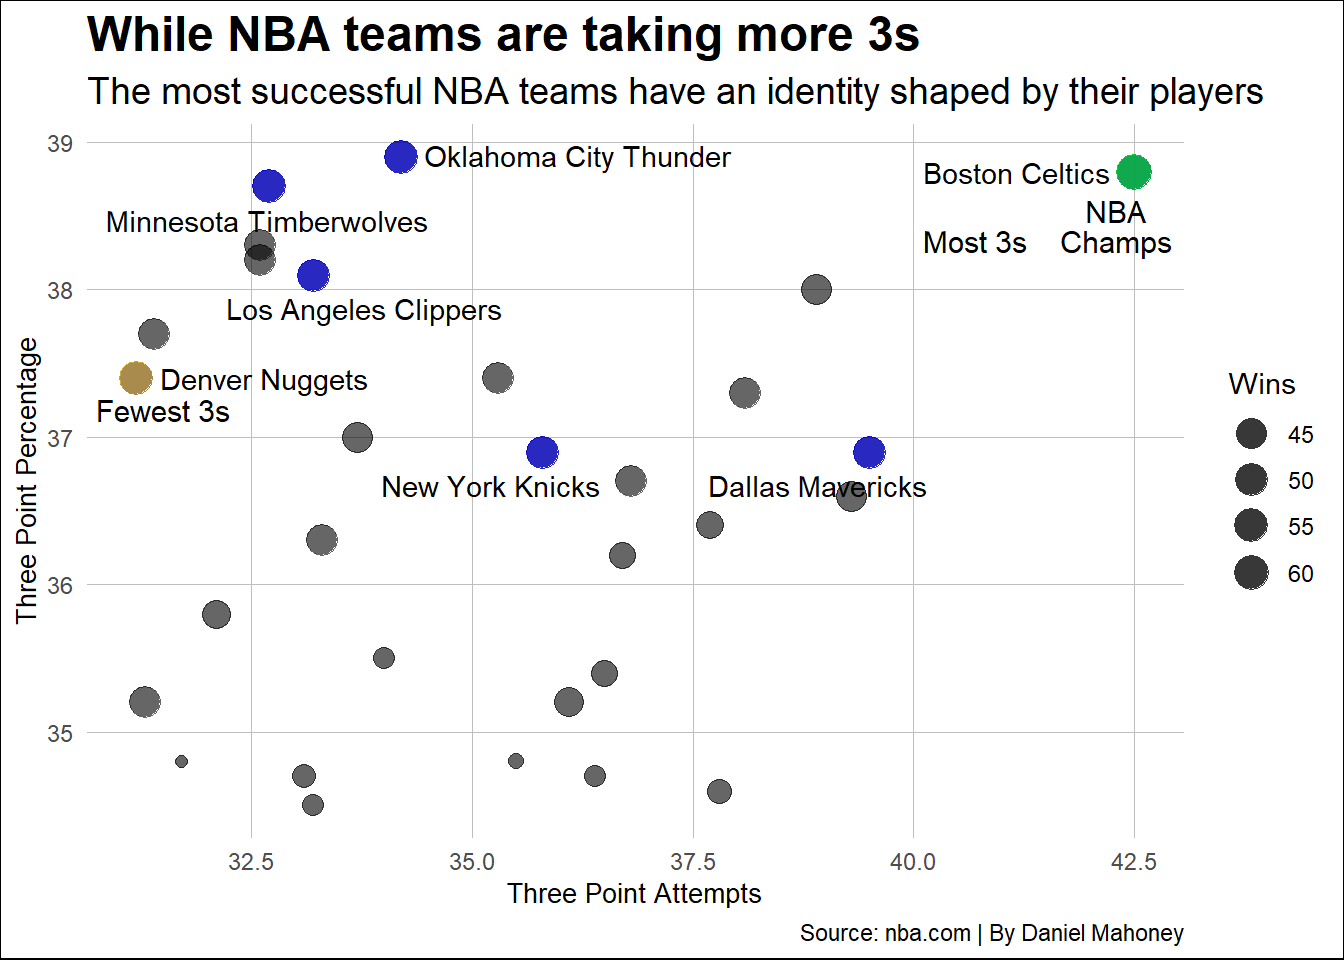 While NBA teams are taking more 3s
The most successful NBA teams have an identity shaped by their players
39
Oklahoma City Thunder
Boston Celtics
Minnesota Timberwolves
NBA
Most 3s
Champs
38
Los Angeles Clippers
Denver Nuggets
Fewest 3s
37
New York Knicks
Dallas Mavericks
36
35
Three Point Percentage
Wins
45
50
55
60
32.5
35.0
37.5
40.0
42.5
Three Point Attempts
Source: nba.com | By Daniel Mahoney